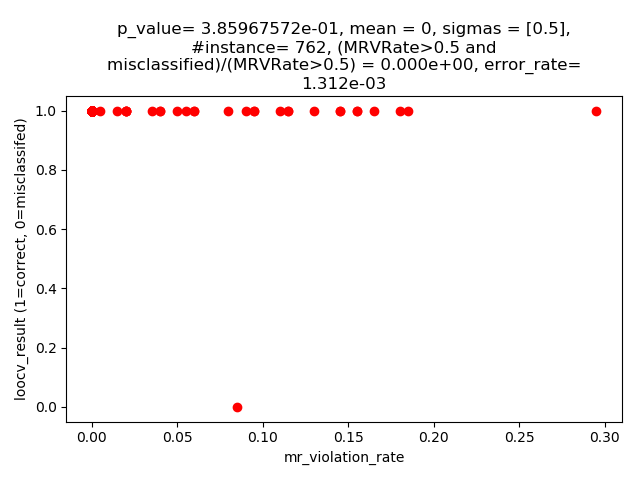 p_value= 3.85967572e-01, mean = 0, sigmas = [0.5],
#instance= 762, (MRVRate>0.5 and
misclassified)/(MRVRate>0.5) = 0.000e+00, error_rate=
1.312e-03
loocv_result (1=correct, 0=misclassifed)
1.0
0.8
0.6
0.4
0.2
0.0
0.00 0.05 0.10 0.15 0.20 0.25 0.30
mr_violation_rate